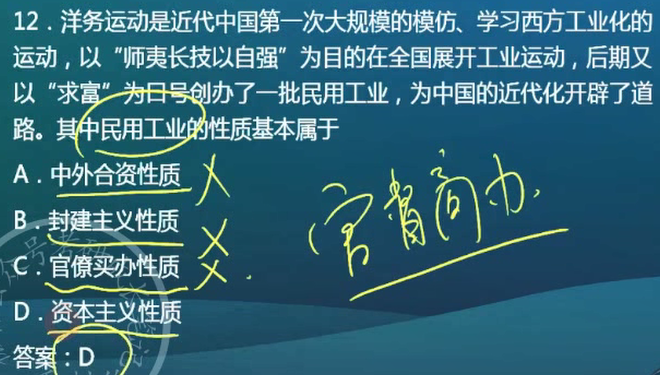 12．洋务运动是近代中国第一次大规模的模仿、学习西方工业化的
运动，以“师夷长技以自强”为目的在全国展开工业运动，后期又
以“求富”为口号创办了一批民用工业，为中国的近代化开辟了道
路。其中民用工业的性质基本属于
A．中外合资性质
B．封建主义性质
C．官僚买办性质
D．资本主义性质
答案：D
官督商办